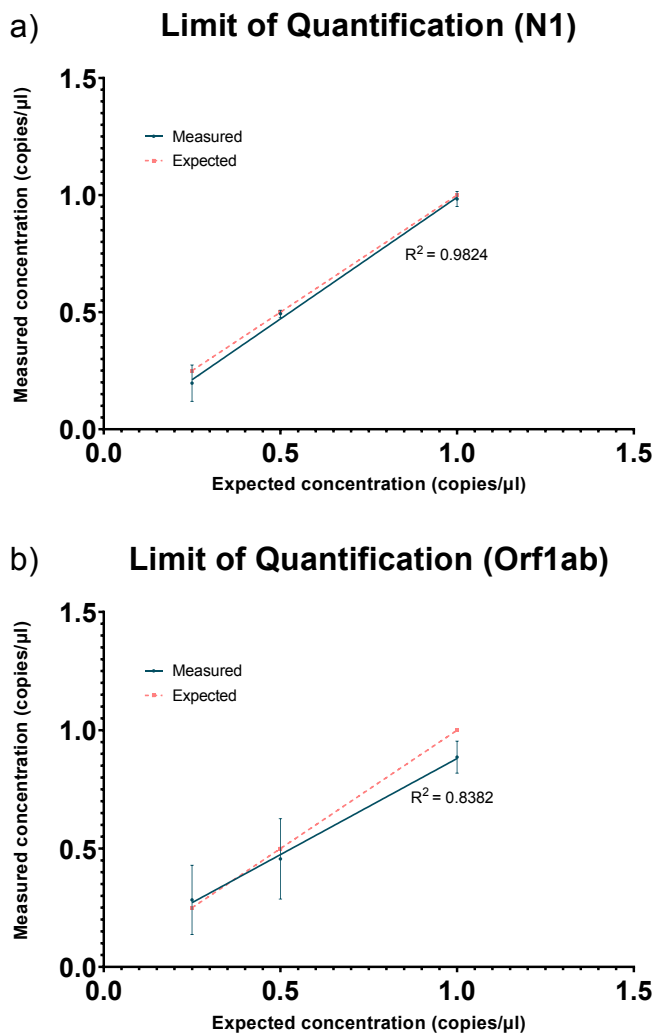 a) Limit of Quantification (N1)
Measured concentration (copies/µl)
1.5
1.0
0.5
0.0
Measured
Expected
R² = 0.9824
0.0 0.5 1.0 1.5
Expected concentration (copies/µl)
b) Limit of Quantification (Orf1ab)
Measured concentration (copies/µl)
1.5
1.0
0.5
0.0
Measured
Expected
R² = 0.8382
0.0 0.5 1.0 1.5
Expected concentration (copies/µl)